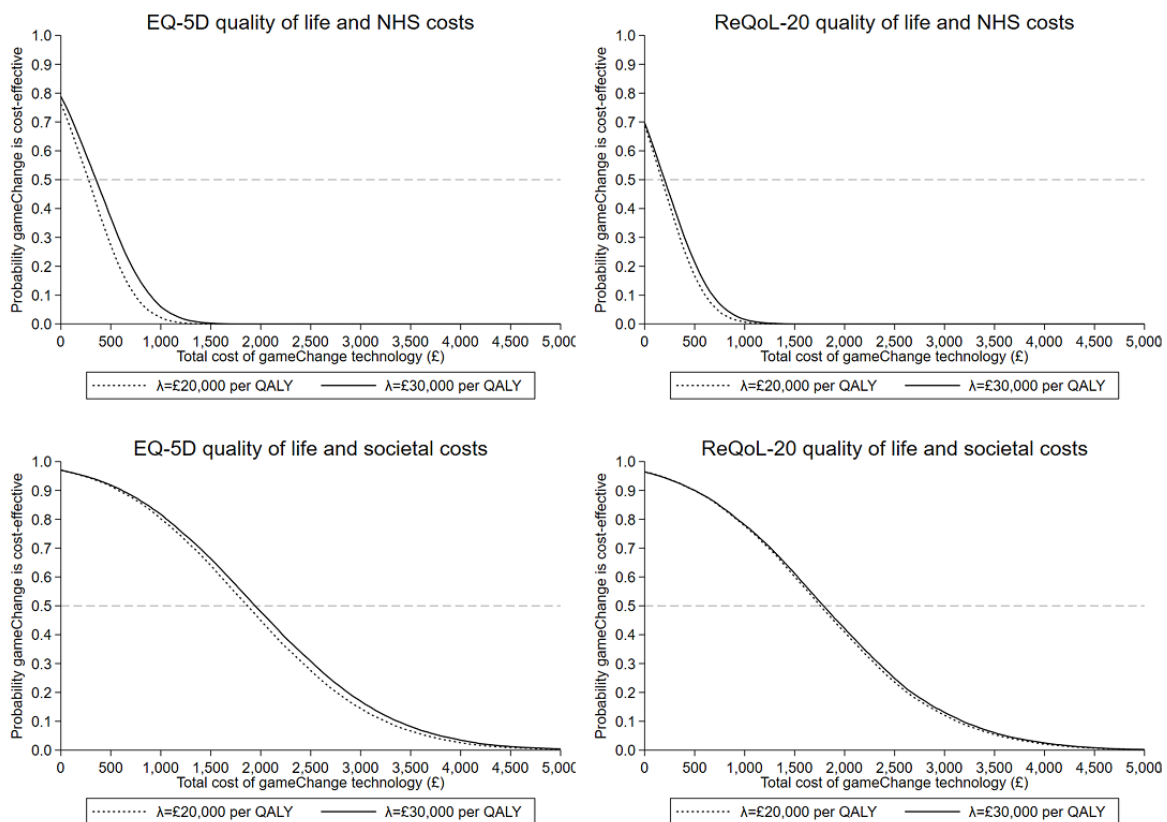 EQ-5D quality of life and NHS costs
Probability gameChange is cost-effective
1.0
0.9
0.8
0.7
0.6
0.5
0.4
0.3
0.2
0.1
0.0
0 500 1,000 1,500 2,000 2,500 3,000 3,500 4,000 4,500 5,000
Total cost of gameChange technology (£)
λ=£20,000 per QALY λ=£30,000 per QALY
ReQoL-20 quality of life and NHS costs
Probability gameChange is cost-effective
1.0
0.9
0.8
0.7
0.6
0.5
0.4
0.3
0.2
0.1
0.0
0 500 1,000 1,500 2,000 2,500 3,000 3,500 4,000 4,500 5,000
Total cost of gameChange technology (£)
λ=£20,000 per QALY λ=£30,000 per QALY
EQ-5D quality of life and societal costs
Probability gameChange is cost-effective
1.0
0.9
0.8
0.7
0.6
0.5
0.4
0.3
0.2
0.1
0.0
0 500 1,000 1,500 2,000 2,500 3,000 3,500 4,000 4,500 5,000
Total cost of gameChange technology (£)
λ=£20,000 per QALY λ=£30,000 per QALY
ReQoL-20 quality of life and societal costs
Probability gameChange is cost-effective
1.0
0.9
0.8
0.7
0.6
0.5
0.4
0.3
0.2
0.1
0.0
0 500 1,000 1,500 2,000 2,500 3,000 3,500 4,000 4,500 5,000
Total cost of gameChange technology (£)
λ=£20,000 per QALY λ=£30,000 per QALY